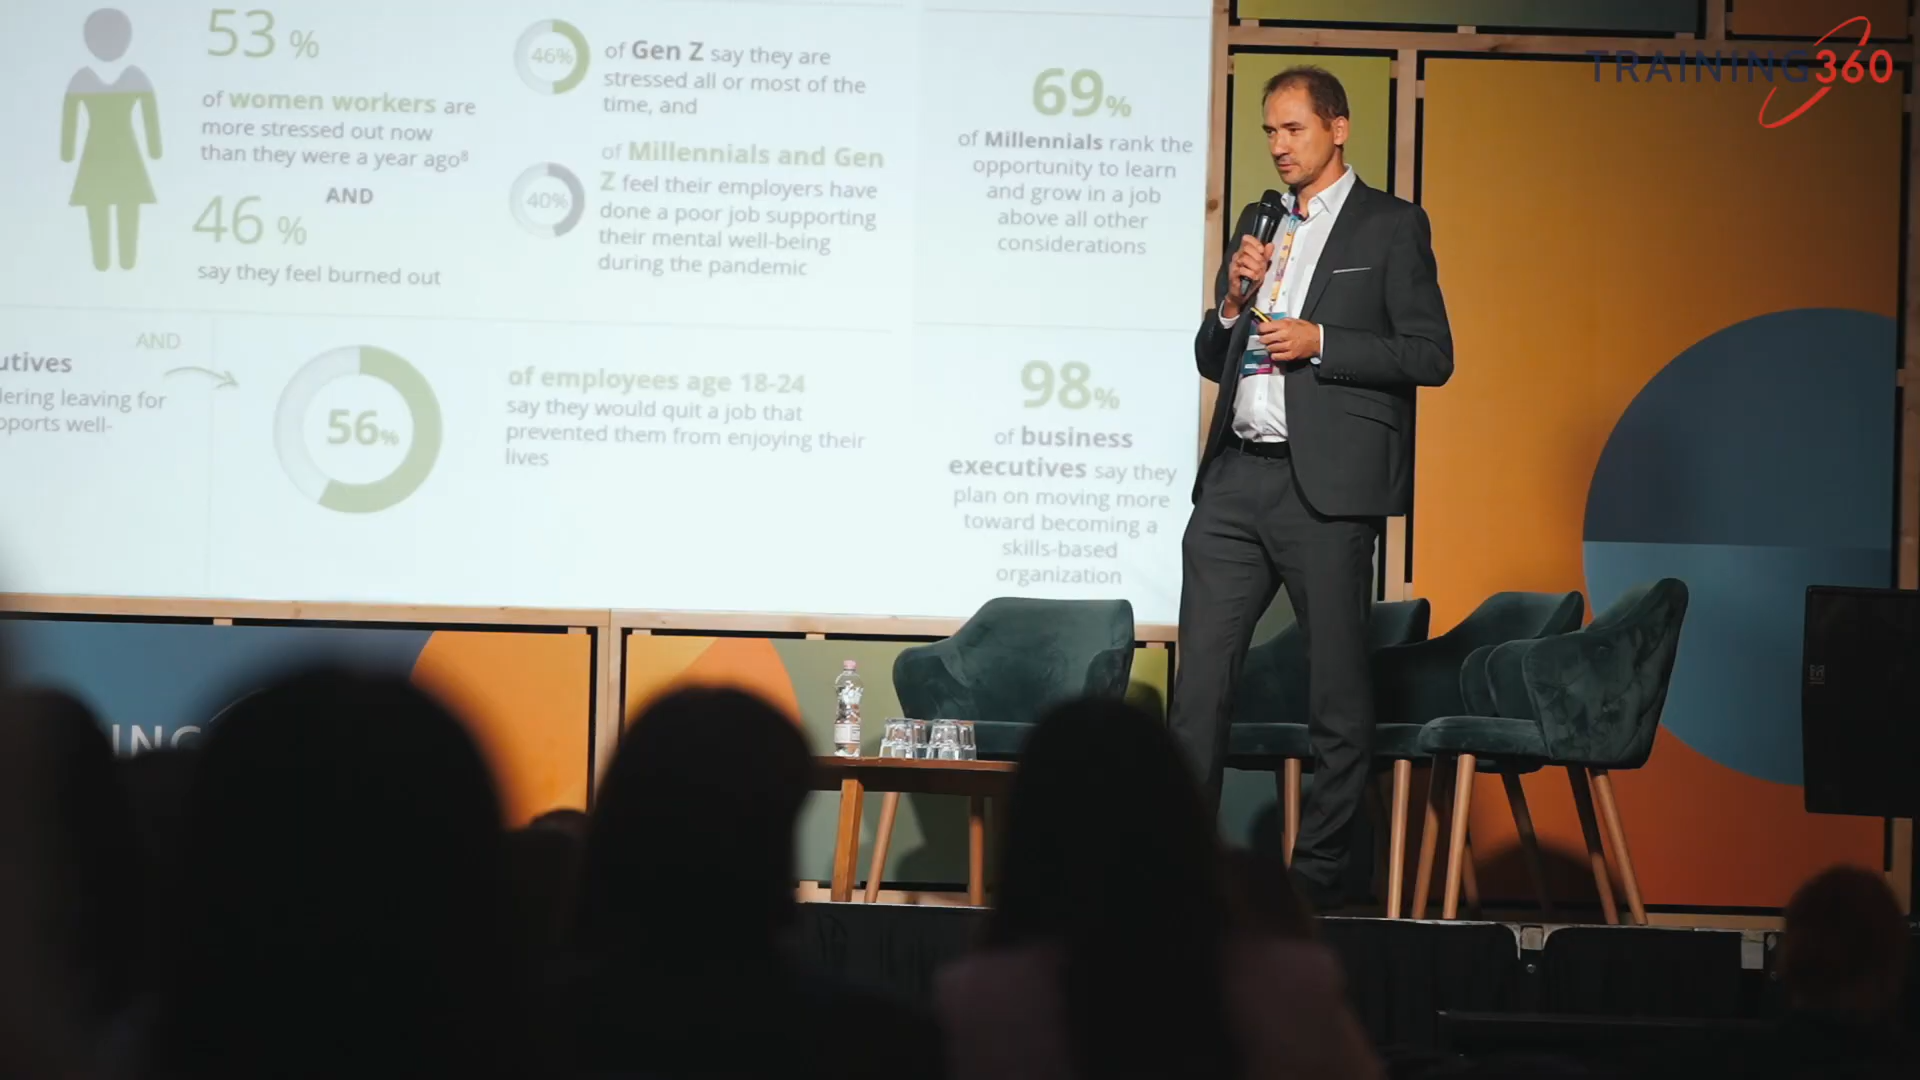 TRAINING360
53 %
of women workers are
more stressed out now
than they were a year ago⁸
AND
46 %
say they feel burned out
46%
of Gen Z say they are
stressed all or most of the
time, and
40%
of Millennials and Gen
Z feel their employers have
done a poor job supporting
their mental well-being
during the pandemic
69%
of Millennials rank the
opportunity to learn
and grow in a job
above all other
considerations
utives
lering leaving for
pports well-
AND
56%
of employees age 18-24
say they would quit a job that
prevented them from enjoying their
lives
98%
of business
executives say they
plan on moving more
toward becoming a
skills-based
organization
ING